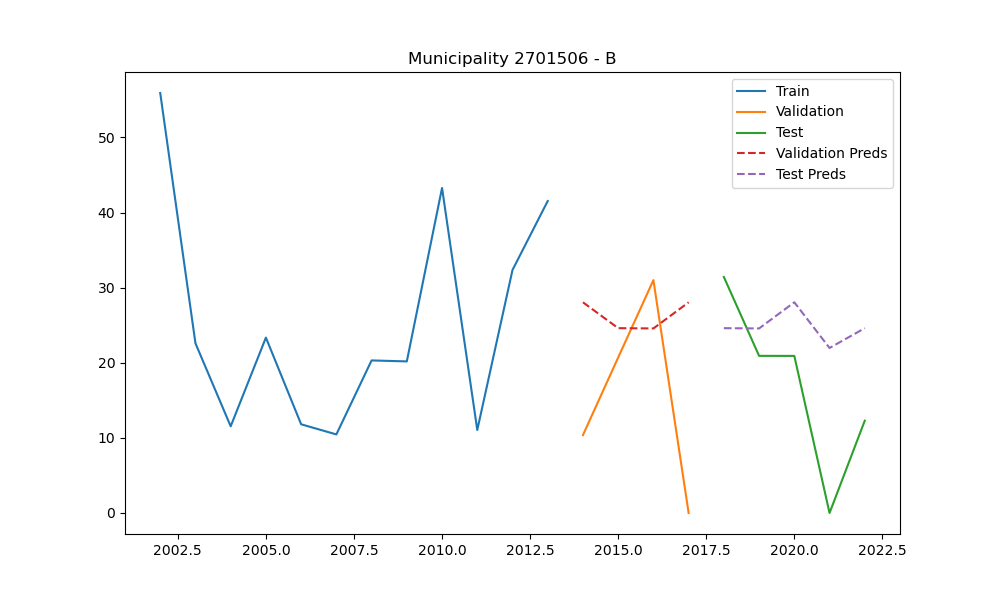 Municipality 2701506 - B
Train
Validation
Test
Validation Preds
Test Preds
50
40
30
20
10
0
2002.5 2005.0 2007.5 2010.0 2012.5 2015.0 2017.5 2020.0 2022.5